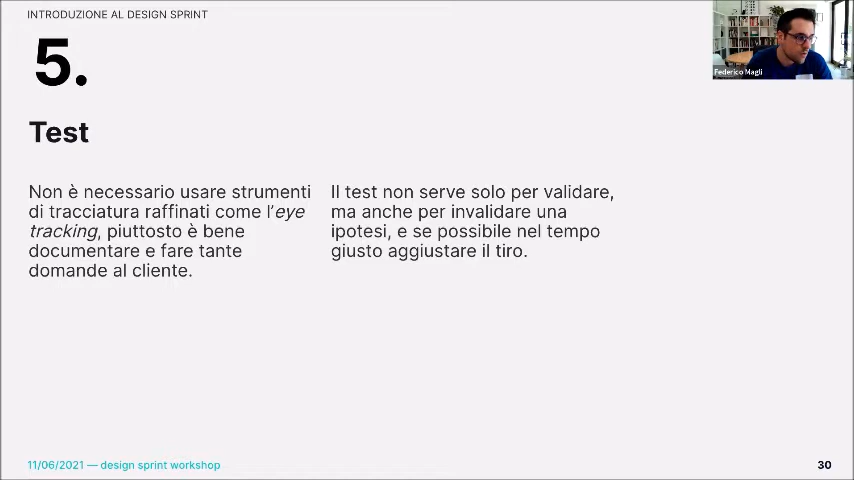 INTRODUZIONE AL DESIGN SPRINT
5.
Test
Non è necessario usare strumenti
di tracciatura raffinati come l'eye
tracking, piuttosto è bene
documentare e fare tante
domande al cliente.
Il test non serve solo per validare,
ma anche per invalidare una
ipotesi, e se possibile nel tempo
giusto aggiustare il tiro.
Federico Magli
11/06/2021 — design sprint workshop
30